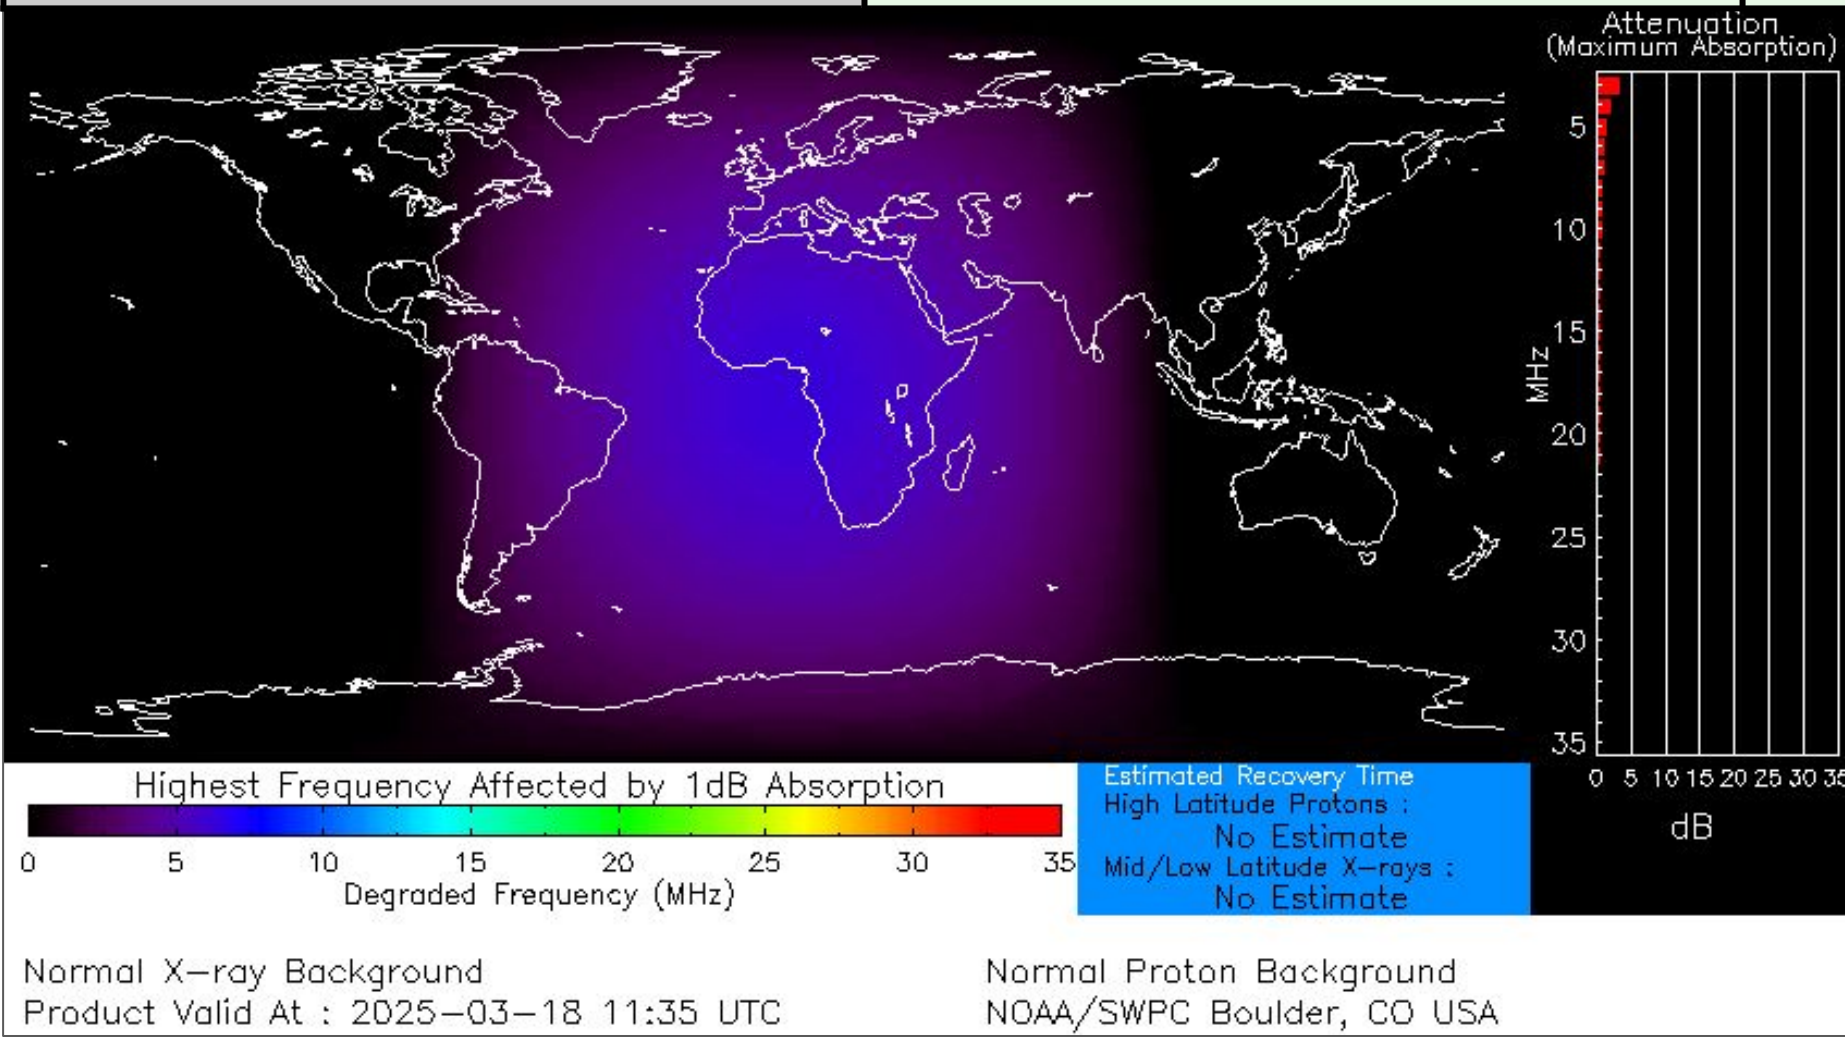 Attenuation
(Maximum Absorption)
5
10
15
20
25
30
35
MHz
0 5 10 15 20 25 30 35
dB
Highest Frequency Affected by 1dB Absorption
0 5 10 15 20 25 30 35
Degraded Frequency (MHz)
Estimated Recovery Time
High Latitude Protons :
No Estimate
Mid/Low Latitude X-rays :
No Estimate
Normal X-ray Background
Product Valid At : 2025-03-18 11:35 UTC
Normal Proton Background
NOAA/SWPC Boulder, CO USA